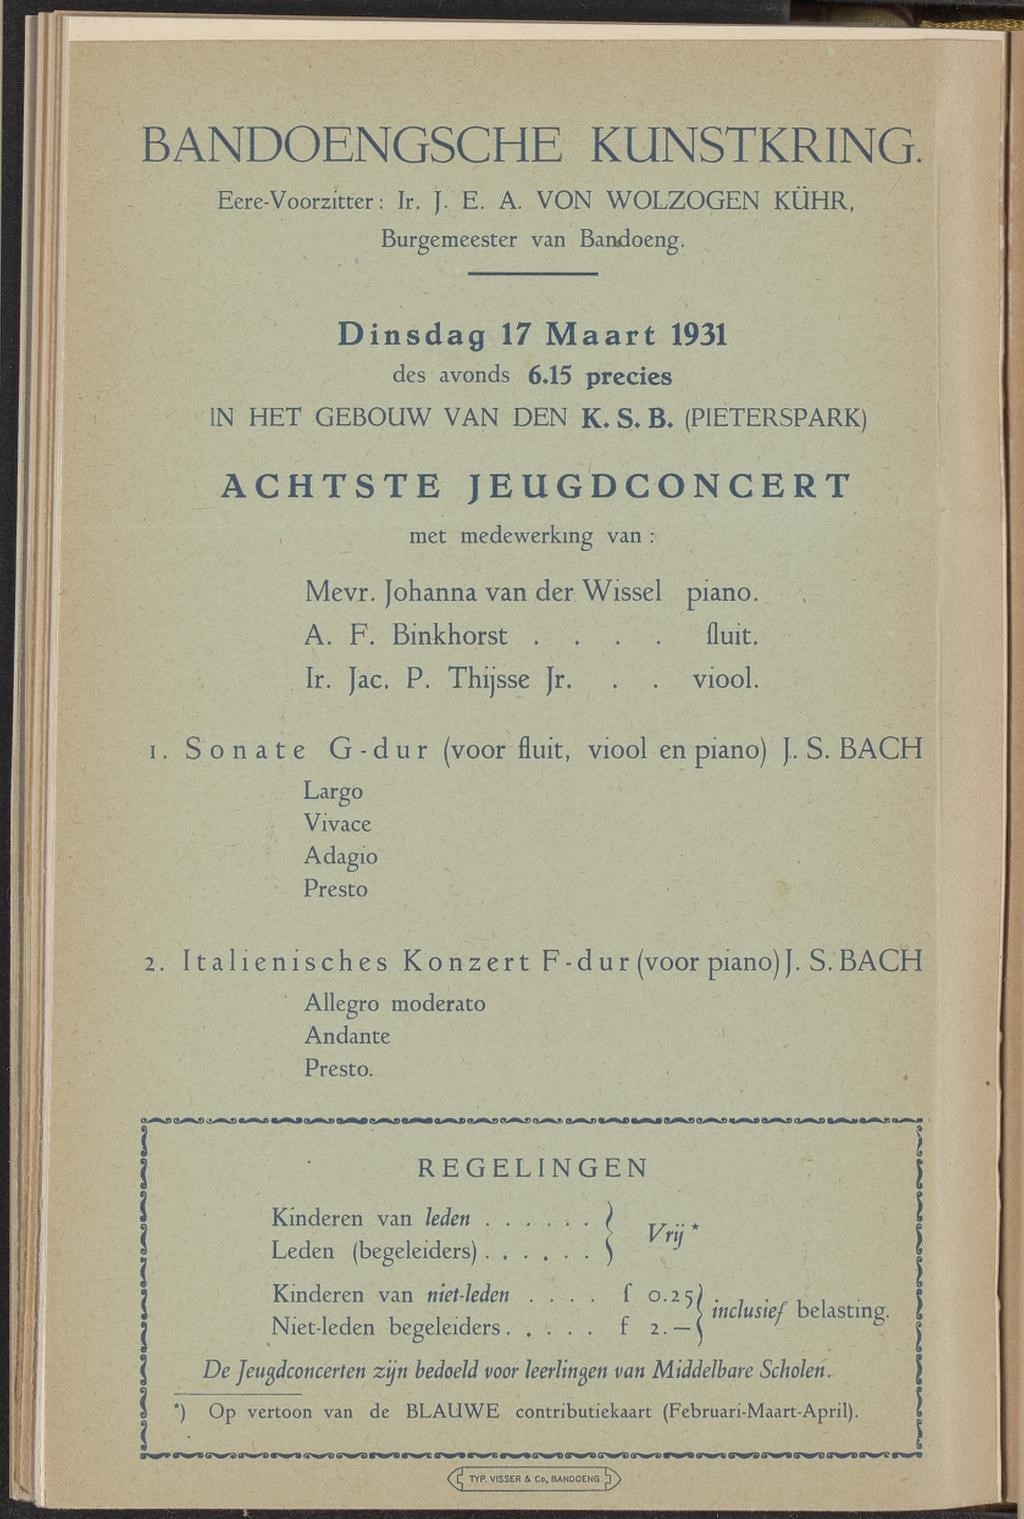 BANDOENGSCHE KUNSTKRING.
Eere-Voorzitter: Ir. J. E. A. VON WOLZOGEN KÜHR,
Burgemeester van Bandoeng.
Dinsdag 17 Maart 1931
des avonds 6.15 precies
IN HET GEBOUW VAN DEN K. S. B. (PIETERSPARK)
ACHTSTE JEUGDCONCERT
met medewerking van :
Mevr. Johanna van der Wissel piano.
A. F. Binkhorst . . . . fluit.
Ir. Jac. P. Thijsse Jr. . . viool.
1. Sonate G-dur (voor fluit, viool en piano) J. S. BACH
Largo
Vivace
Adagio
Presto
2. Italienisches Konzert F-dur (voor piano) J. S. BACH
Allegro moderato
Andante
Presto.
REGELINGEN
Kinderen van leden . . . . . . }
Leden (begeleiders) . . . . . . } Vrij *
Kinderen van niet-leden . . . . f 0.25 }
Niet-leden begeleiders . . . . . f 2.— } inclusief belasting.
De Jeugdconcerten zijn bedoeld voor leerlingen van Middelbare Scholen.
*) Op vertoon van de BLAUWE contributiekaart (Februari-Maart-April).
TYP. VISSER & Co, BANDOENG